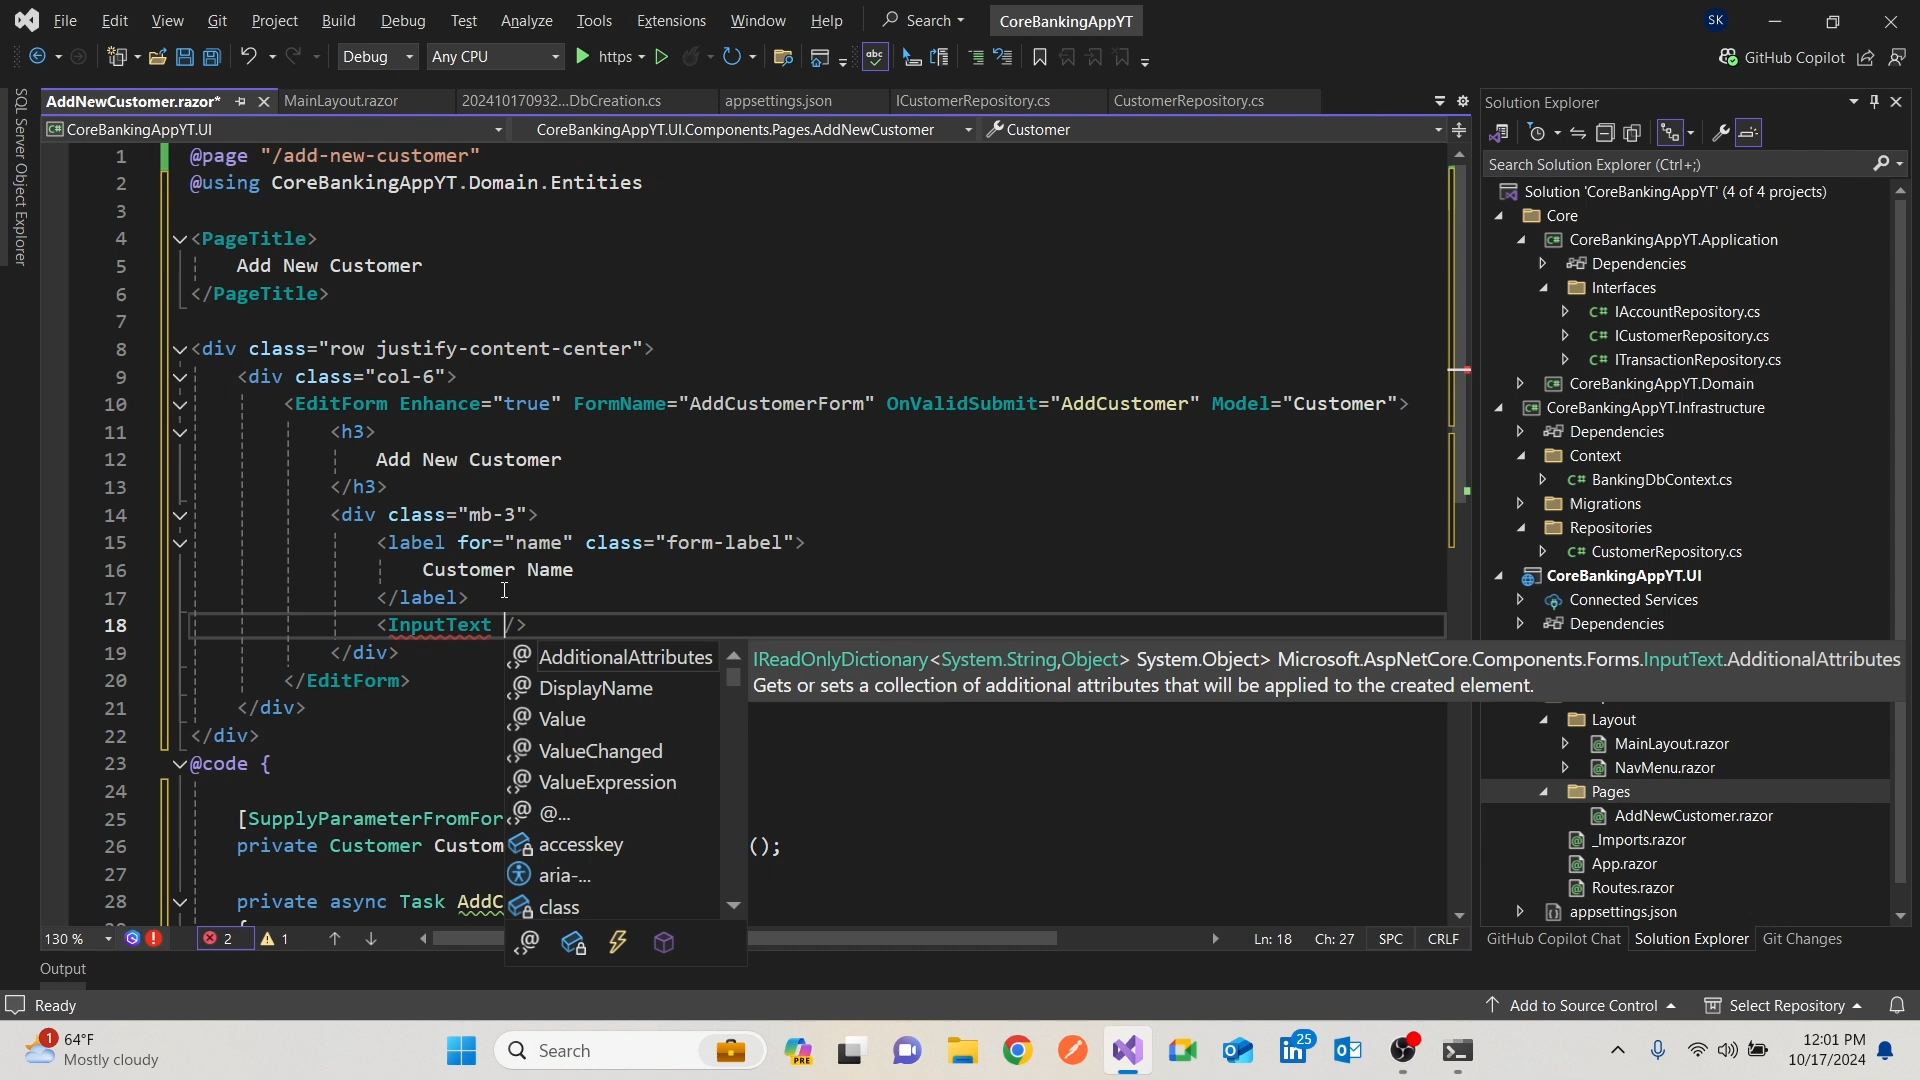 File Edit View Git Project Build Debug Test Analyze Tools Extensions Window Help Search CoreBankingAppYT SK
Debug Any CPU https abc GitHub Copilot
AddNewCustomer.razor* MainLayout.razor 202410170932...DbCreation.cs appsettings.json ICustomerRepository.cs CustomerRepository.cs
CoreBankingAppYT.UI CoreBankingAppYT.UI.Components.Pages.AddNewCustomer Customer
SQL Server Object Explorer
1 @page "/add-new-customer"
2 @using CoreBankingAppYT.Domain.Entities
3
4 <PageTitle>
5 Add New Customer
6 </PageTitle>
7
8 <div class="row justify-content-center">
9 <div class="col-6">
10 <EditForm Enhance="true" FormName="AddCustomerForm" OnValidSubmit="AddCustomer" Model="Customer">
11 <h3>
12 Add New Customer
13 </h3>
14 <div class="mb-3">
15 <label for="name" class="form-label">
16 Customer Name
17 </label>
18 <InputText />
19 </div>
20 </EditForm>
21 </div>
22 </div>
23 @code {
24
25 [SupplyParameterFromFor
26 private Customer Custom ();
27
28 private async Task AddC
{
AdditionalAttributes
DisplayName
Value
ValueChanged
ValueExpression
@...
accesskey
aria-...
class
IReadOnlyDictionary<System.String,Object> System.Object> Microsoft.AspNetCore.Components.Forms.InputText.AdditionalAttributes
Gets or sets a collection of additional attributes that will be applied to the created element.
130 % 2 1 Ln: 18 Ch: 27 SPC CRLF
Solution Explorer
Search Solution Explorer (Ctrl+;)
Solution 'CoreBankingAppYT' (4 of 4 projects)
Core
CoreBankingAppYT.Application
Dependencies
Interfaces
IAccountRepository.cs
ICustomerRepository.cs
ITransactionRepository.cs
CoreBankingAppYT.Domain
CoreBankingAppYT.Infrastructure
Dependencies
Context
BankingDbContext.cs
Migrations
Repositories
CustomerRepository.cs
CoreBankingAppYT.UI
Connected Services
Dependencies
Layout
MainLayout.razor
NavMenu.razor
Pages
AddNewCustomer.razor
_Imports.razor
App.razor
Routes.razor
appsettings.json
GitHub Copilot Chat Solution Explorer Git Changes
Output
Ready Add to Source Control Select Repository
1 64°F
Mostly cloudy
Search
PRE
25
12:01 PM
10/17/2024